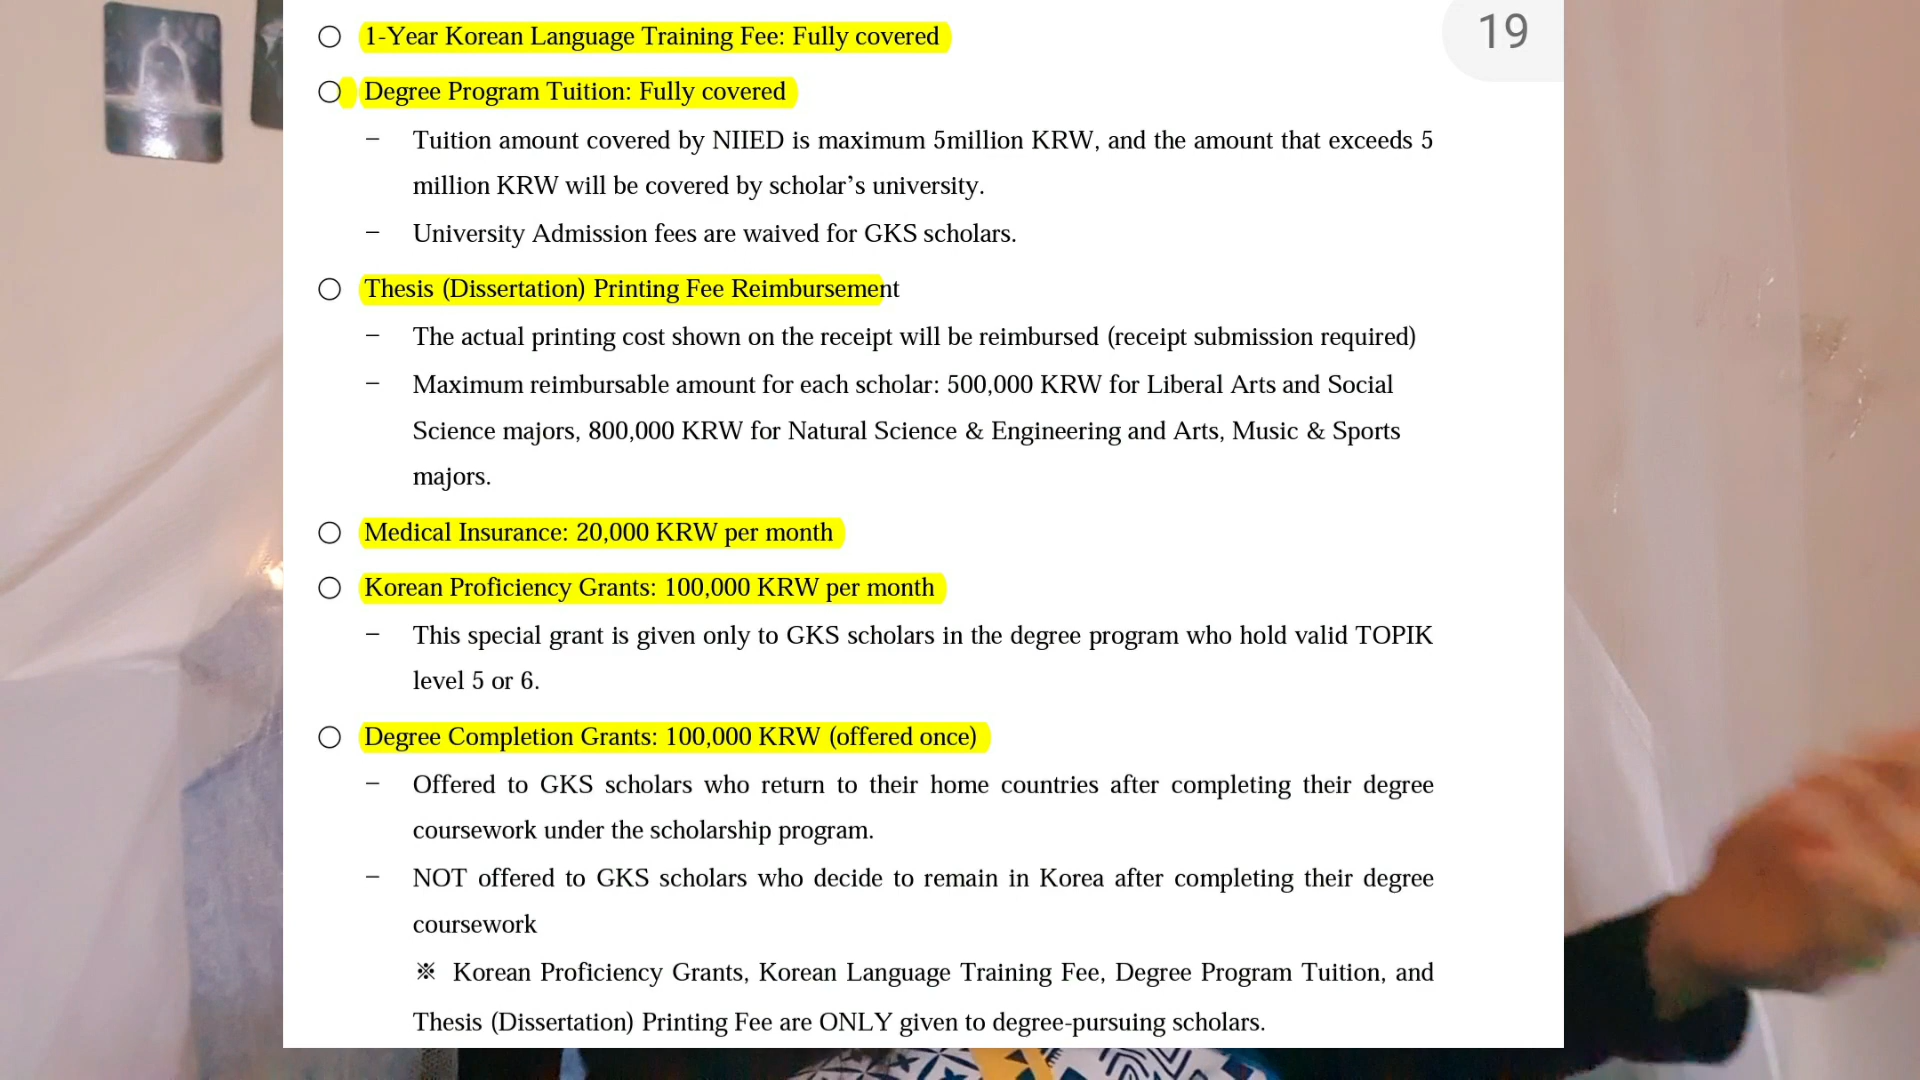 19
○ 1-Year Korean Language Training Fee: Fully covered
○ Degree Program Tuition: Fully covered
– Tuition amount covered by NIIED is maximum 5million KRW, and the amount that exceeds 5
million KRW will be covered by scholar’s university.
– University Admission fees are waived for GKS scholars.
○ Thesis (Dissertation) Printing Fee Reimbursement
– The actual printing cost shown on the receipt will be reimbursed (receipt submission required)
– Maximum reimbursable amount for each scholar: 500,000 KRW for Liberal Arts and Social
Science majors, 800,000 KRW for Natural Science & Engineering and Arts, Music & Sports
majors.
○ Medical Insurance: 20,000 KRW per month
○ Korean Proficiency Grants: 100,000 KRW per month
– This special grant is given only to GKS scholars in the degree program who hold valid TOPIK
level 5 or 6.
○ Degree Completion Grants: 100,000 KRW (offered once)
– Offered to GKS scholars who return to their home countries after completing their degree
coursework under the scholarship program.
– NOT offered to GKS scholars who decide to remain in Korea after completing their degree
coursework
※ Korean Proficiency Grants, Korean Language Training Fee, Degree Program Tuition, and
Thesis (Dissertation) Printing Fee are ONLY given to degree-pursuing scholars.